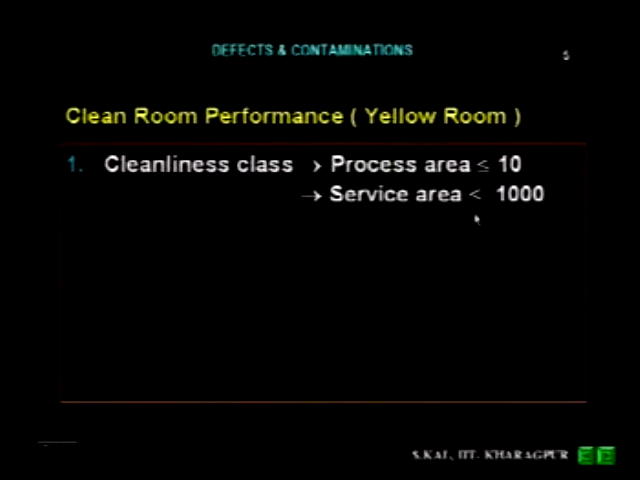 DEFECTS & CONTAMINATIONS
5
Clean Room Performance ( Yellow Room )
1. Cleanliness class → Process area ≤ 10
→ Service area < 1000
S.KAL, IIT- KHARAGPUR